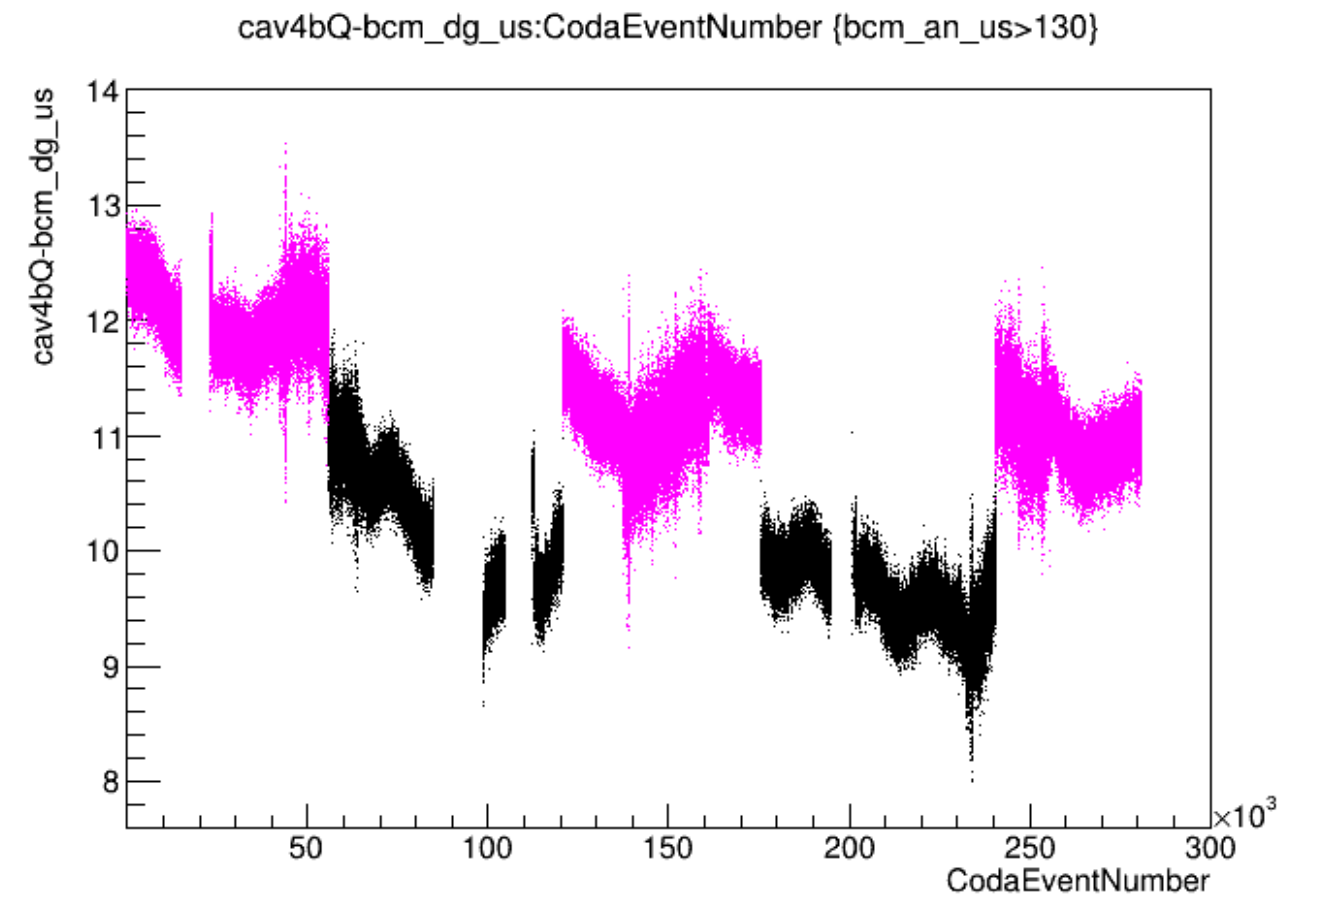 cav4bQ-bcm_dg_us:CodaEventNumber {bcm_an_us>130}
cav4bQ-bcm_dg_us
14
13
12
11
10
9
8
50 100 150 200 250 300
×10³
CodaEventNumber